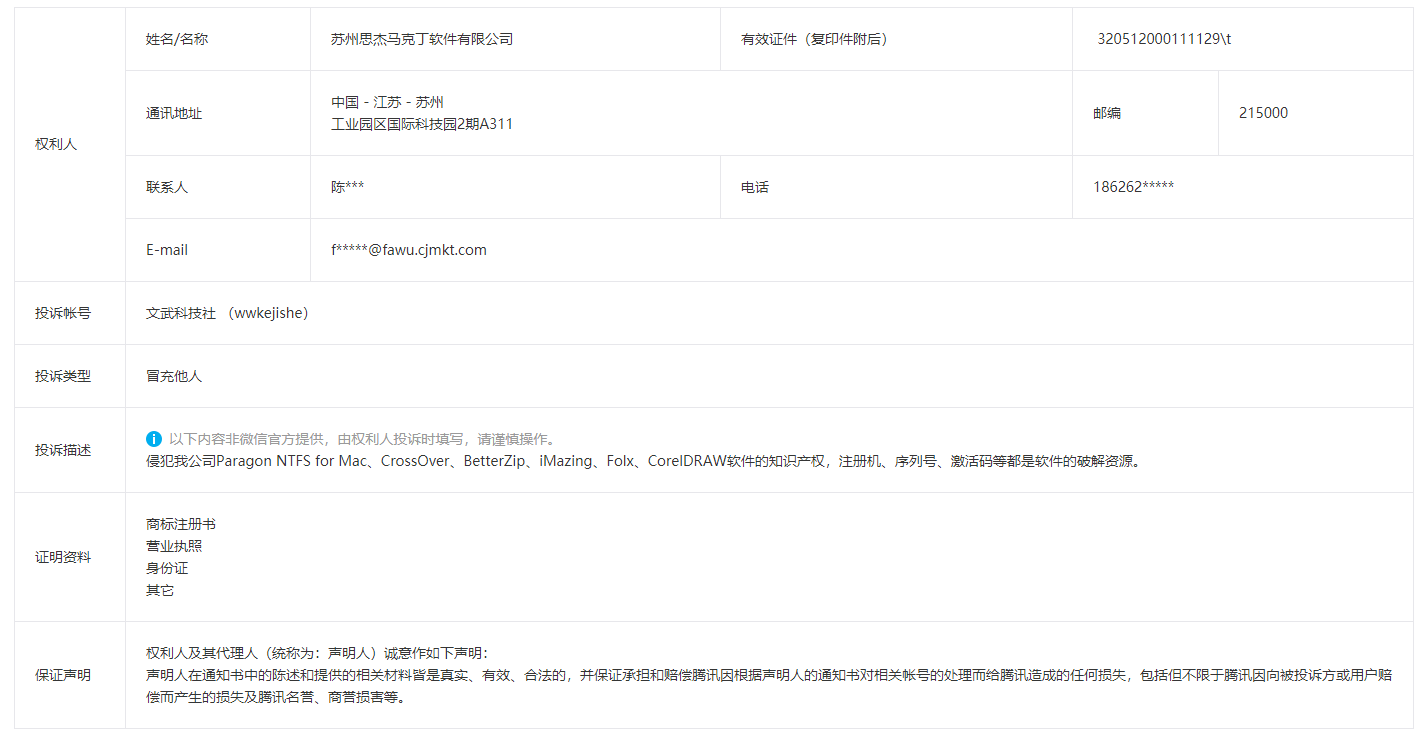 姓名/名称
苏州思杰马克丁软件有限公司
有效证件（复印件附后）
320512000111129\t
权利人
通讯地址
中国 - 江苏 - 苏州
工业园区国际科技园2期A311
邮编
215000
联系人
陈***
电话
186262*****
E-mail
f*****@fawu.cjmkt.com
投诉帐号
文武科技社 （wwkejishe）
投诉类型
冒充他人
投诉描述
以下内容非微信官方提供，由权利人投诉时填写，请谨慎操作。
侵犯我公司Paragon NTFS for Mac、CrossOver、BetterZip、iMazing、Folx、CorelDRAW软件的知识产权，注册机、序列号、激活码等都是软件的破解资源。
证明资料
商标注册书
营业执照
身份证
其它
保证声明
权利人及其代理人（统称为：声明人）诚意作如下声明：
声明人在通知书中的陈述和提供的相关材料皆是真实、有效、合法的，并保证承担和赔偿腾讯因根据声明人的通知书对相关帐号的处理而给腾讯造成的任何损失，包括但不限于腾讯因向被投诉方或用户赔
偿而产生的损失及腾讯名誉、商誉损害等。